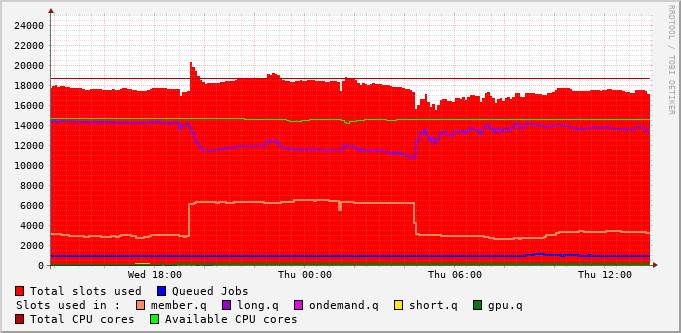 24000
22000
20000
18000
16000
14000
12000
10000
8000
6000
4000
2000
0
Wed 18:00 Thu 00:00 Thu 06:00 Thu 12:00
RRDTOOL / TOBI OETIKER
Total slots used Queued Jobs
Slots used in : member.q long.q ondemand.q short.q gpu.q
Total CPU cores Available CPU cores